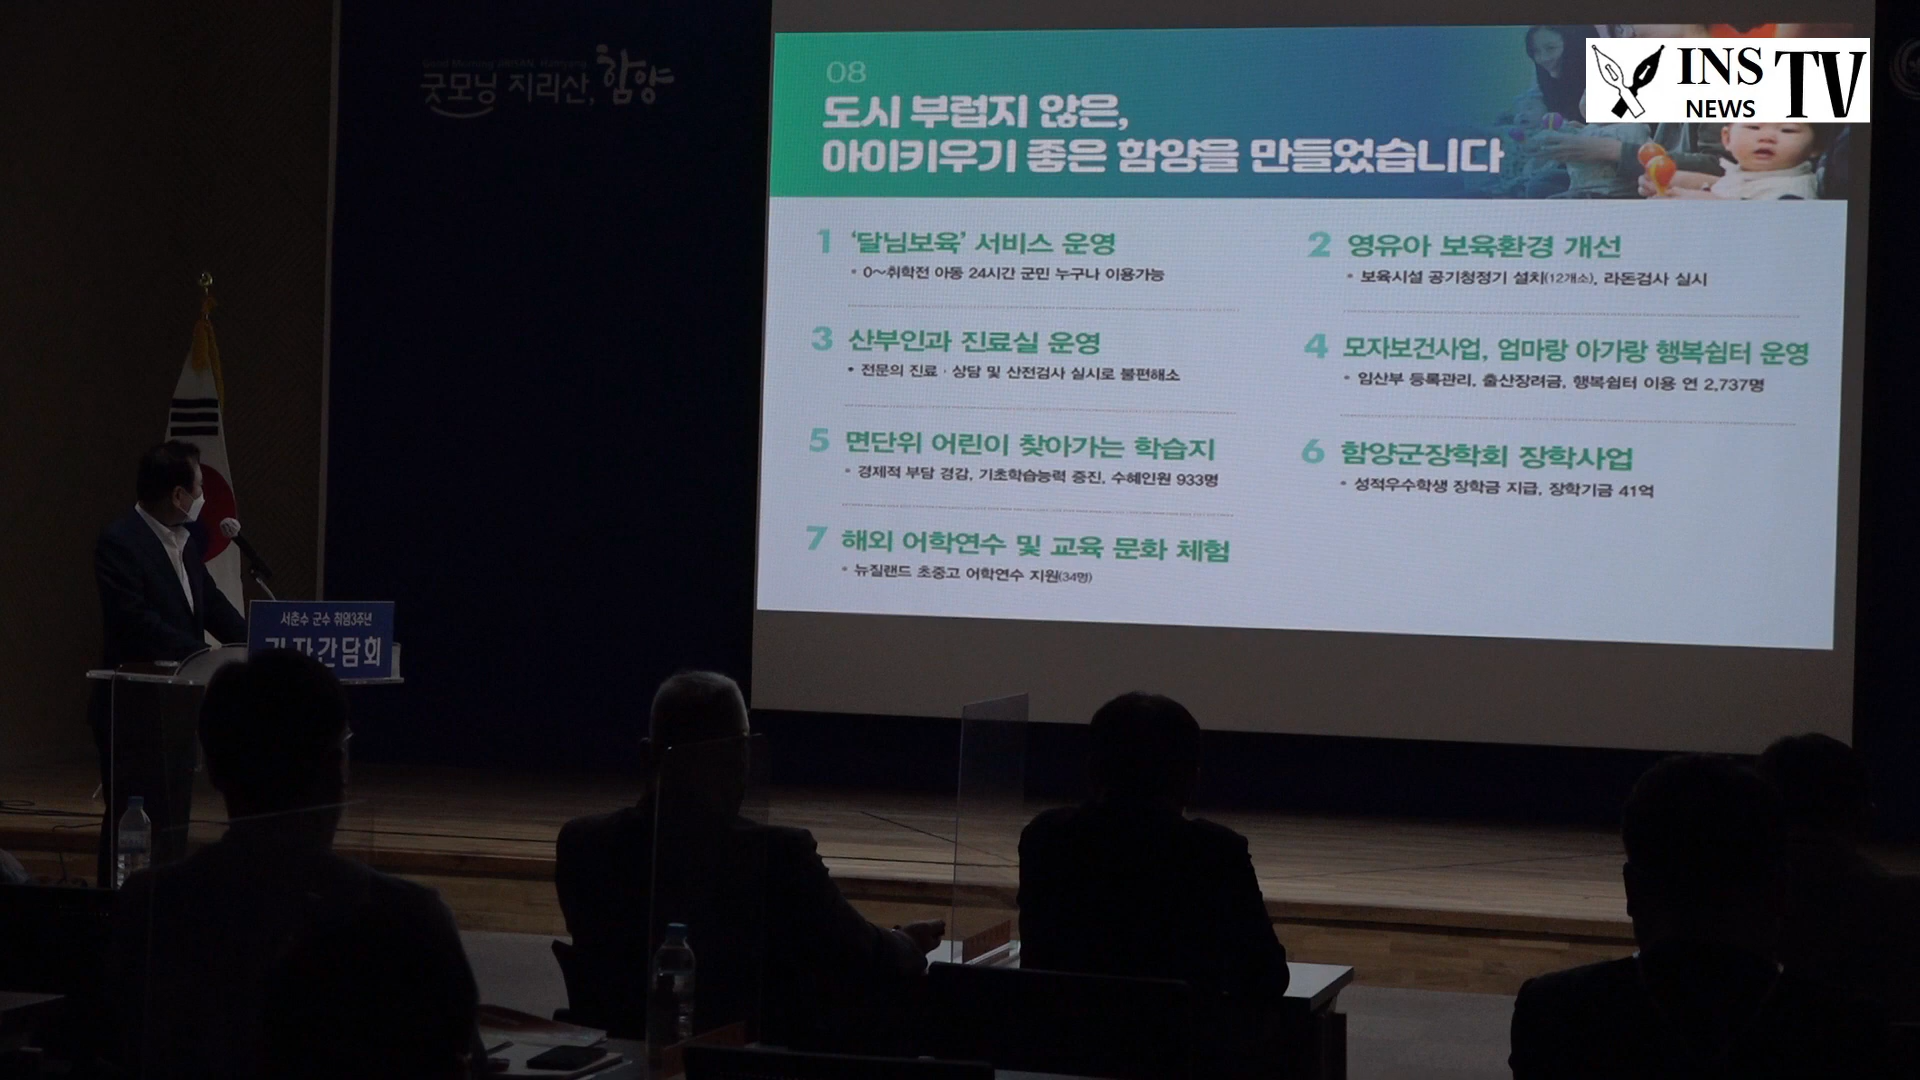 Good Morning JIRISAN, Hamyang
굿모닝 지리산, 함양
INS
NEWS
TV
08
도시 부럽지 않은,
아이키우기 좋은 함양을 만들었습니다
1 ‘달님보육’ 서비스 운영
• 0~취학전 아동 24시간 군민 누구나 이용가능
2 영유아 보육환경 개선
• 보육시설 공기청정기 설치(12개소), 라돈검사 실시
3 산부인과 진료실 운영
• 전문의 진료 · 상담 및 산전검사 실시로 불편해소
4 모자보건사업, 엄마랑 아가랑 행복쉼터 운영
• 임산부 등록관리, 출산장려금, 행복쉼터 이용 연 2,737명
5 면단위 어린이 찾아가는 학습지
• 경제적 부담 경감, 기초학습능력 증진, 수혜인원 933명
6 함양군장학회 장학사업
• 성적우수학생 장학금 지급, 장학기금 41억
7 해외 어학연수 및 교육 문화 체험
• 뉴질랜드 초중고 어학연수 지원(34명)
서춘수 군수 취임3주년
기자간담회